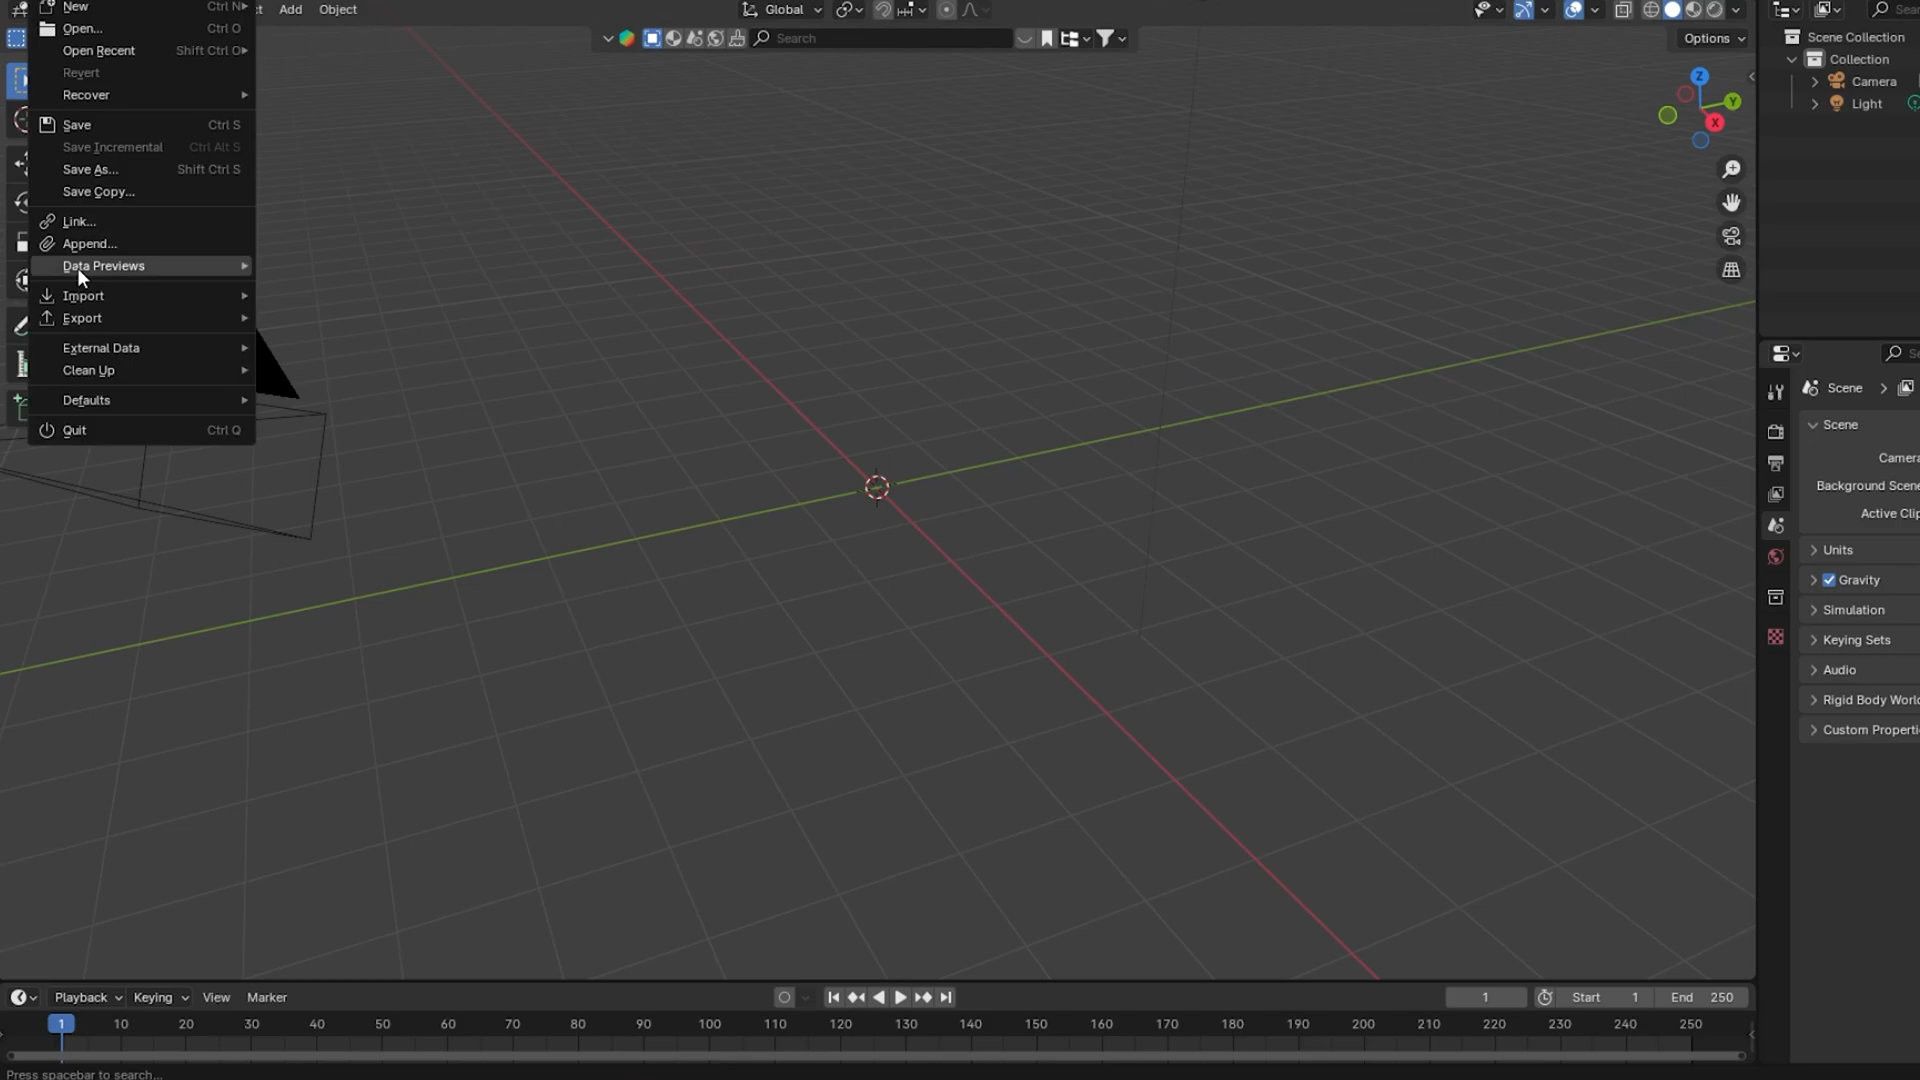 New Ctrl N
Add Object
Global
Open... Ctrl O
Open Recent Shift Ctrl O
Revert
Recover
Save Ctrl S
Save Incremental Ctrl Alt S
Save As... Shift Ctrl S
Save Copy...
Link...
Append...
Data Previews
Import
Export
External Data
Clean Up
Defaults
Quit Ctrl Q
Search
Options
Z
Y
X
Scene Collection
Collection
Camera
Light
Scene
Scene
Camera
Background Scene
Active Clip
Units
Gravity
Simulation
Keying Sets
Audio
Rigid Body World
Custom Properti
Playback Keying View Marker
1 Start 1 End 250
1 10 20 30 40 50 60 70 80 90 100 110 120 130 140 150 160 170 180 190 200 210 220 230 240 250
Press spacebar to search...